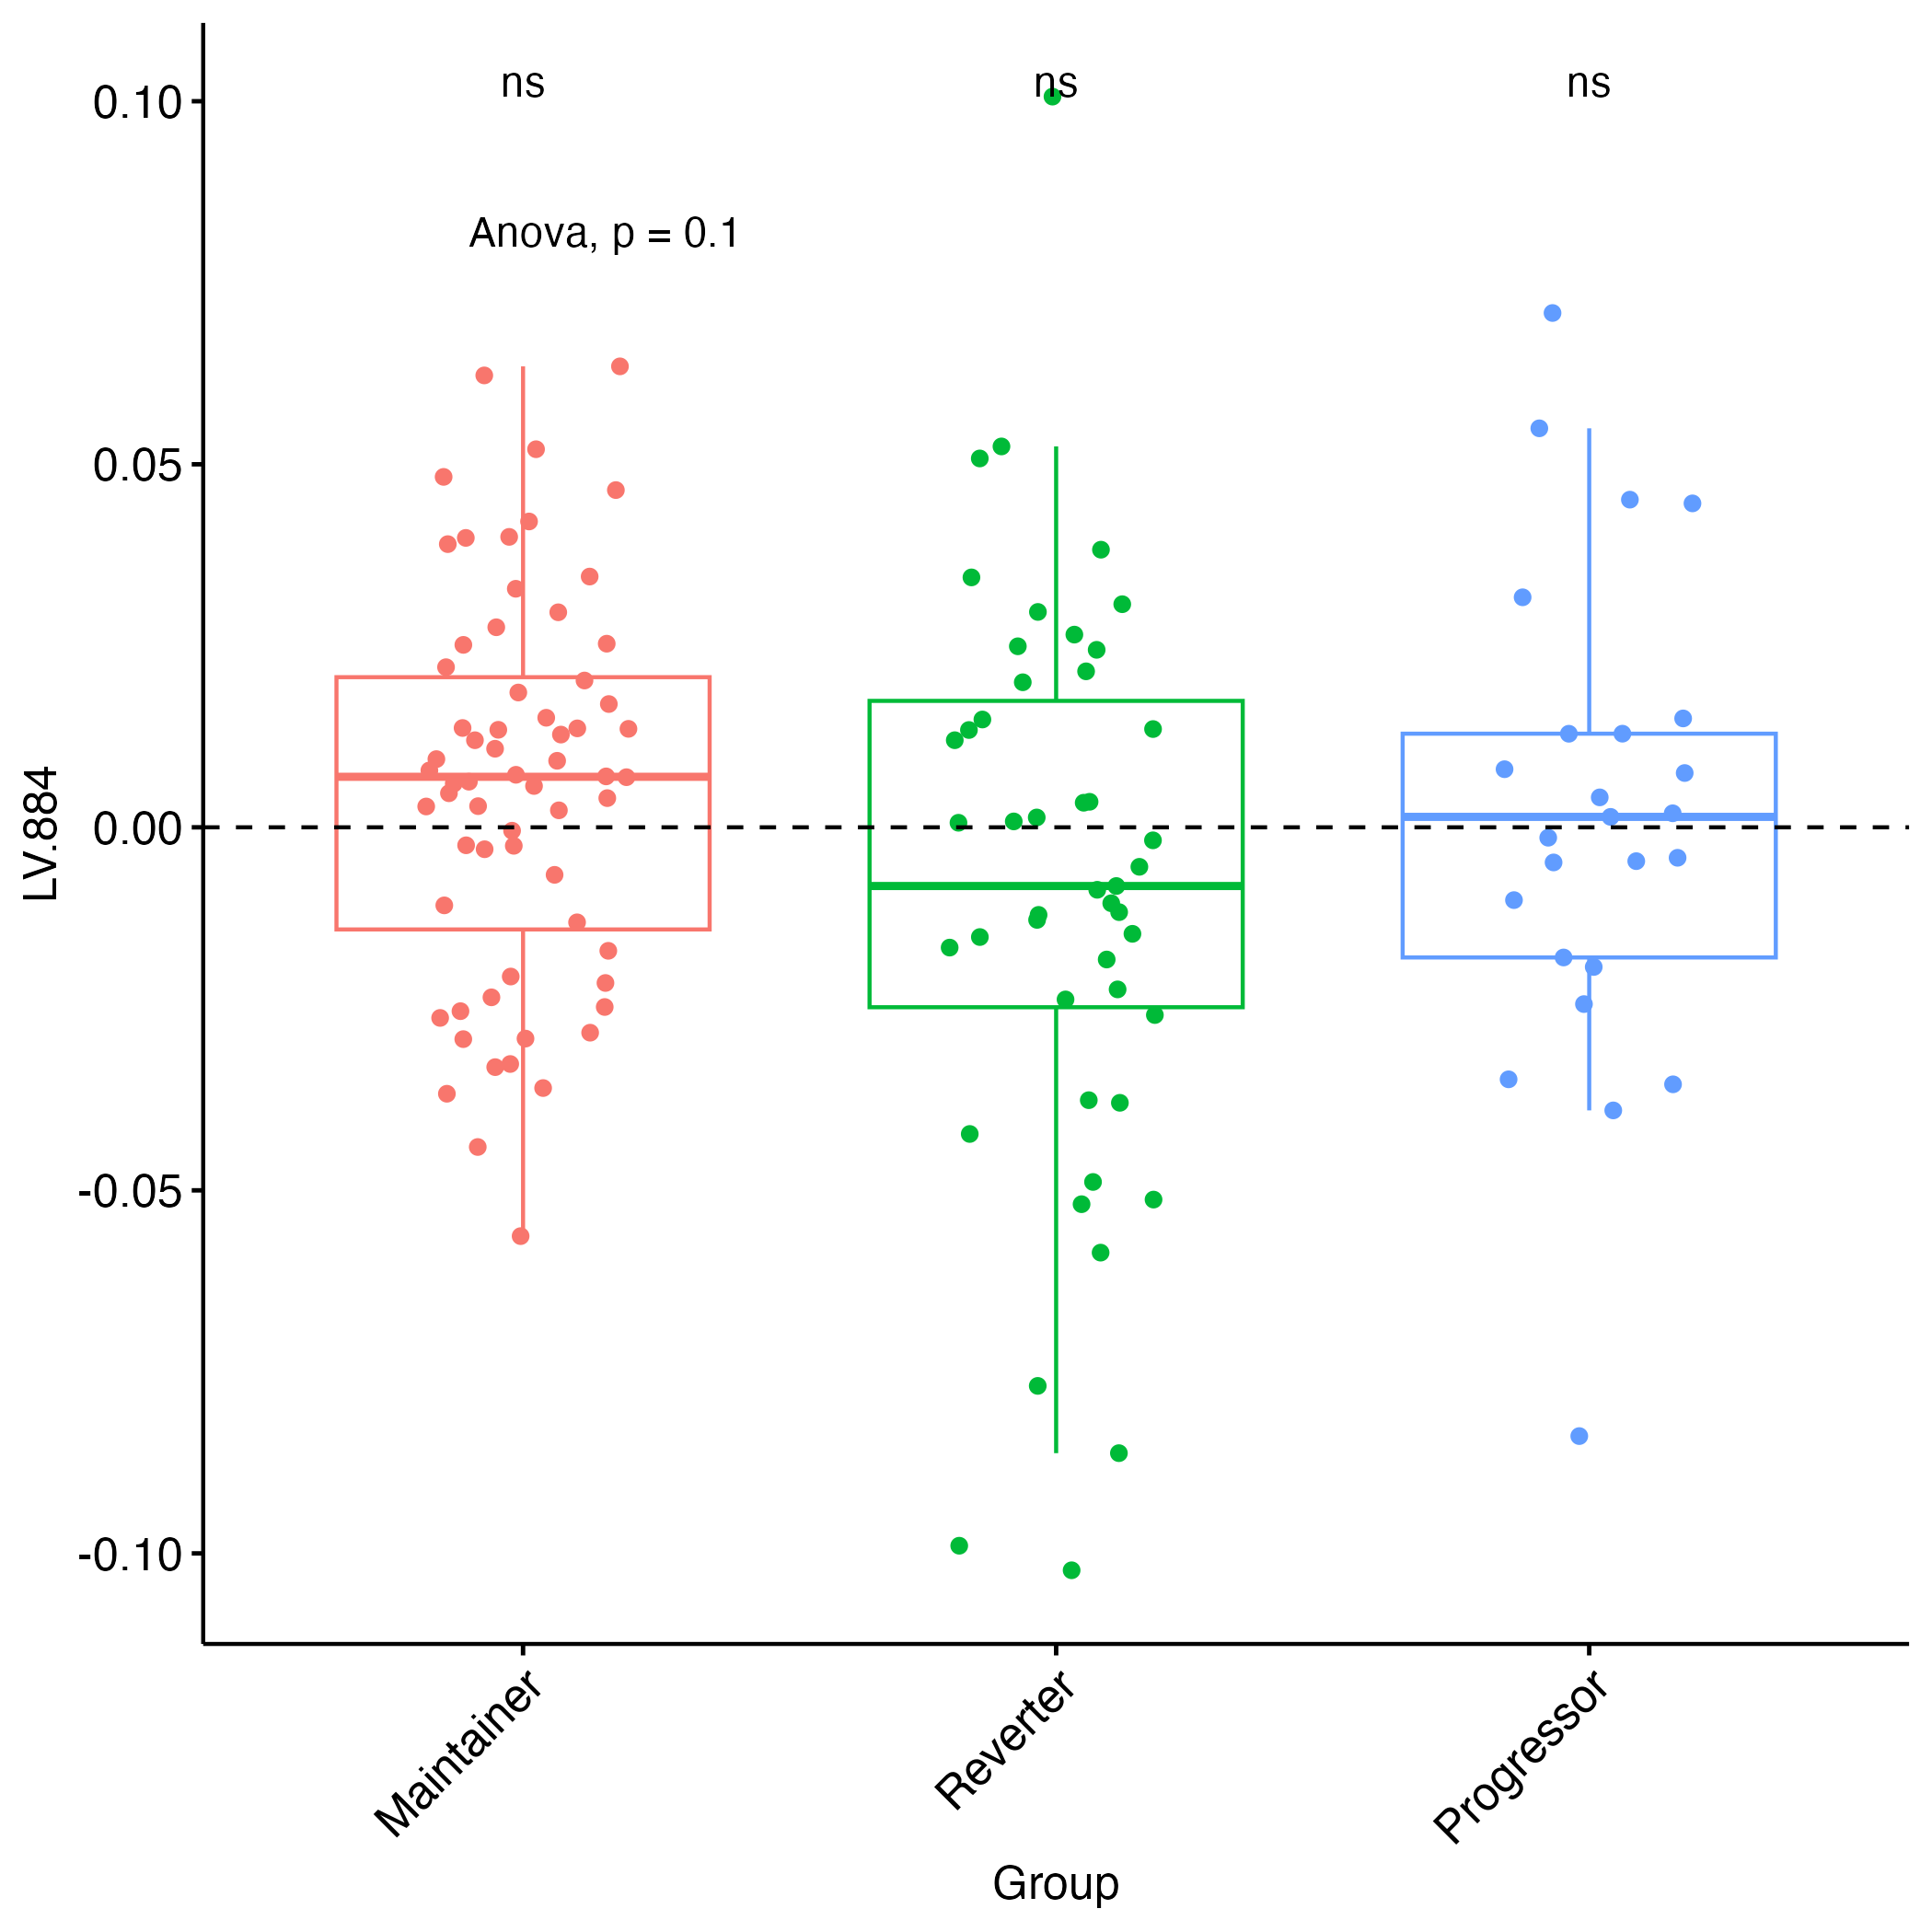 ns ns ns
Anova, p = 0.1
0.10
0.05
0.00
-0.05
-0.10
LV.884
Maintainer
Reverter
Progressor
Group